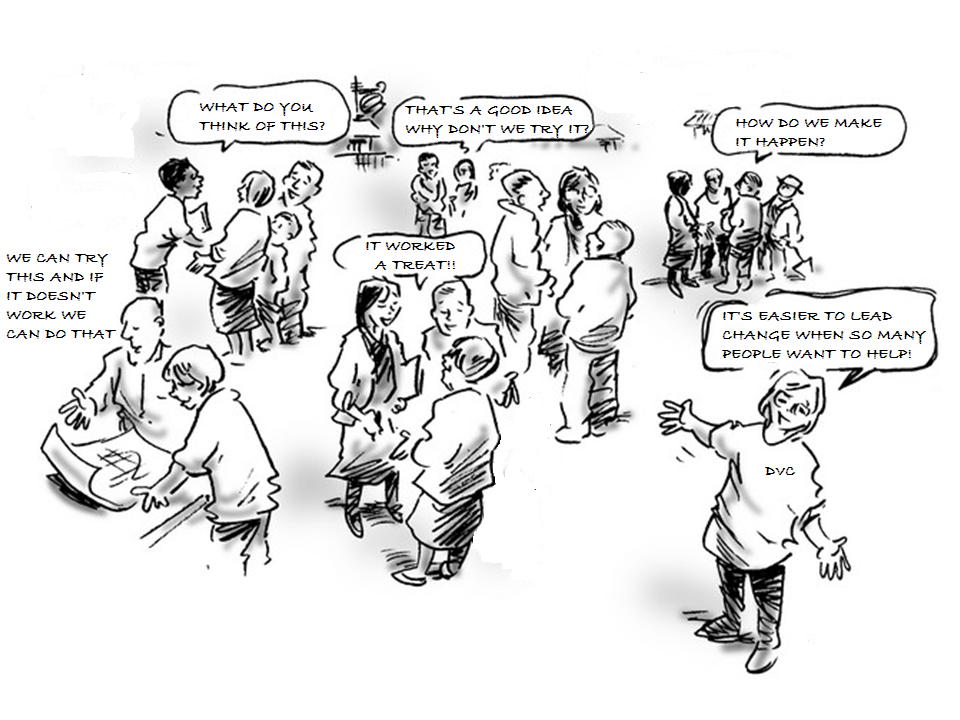 WHAT DO YOU
THINK OF THIS?
THAT'S A GOOD IDEA
WHY DON'T WE TRY IT?
HOW DO WE MAKE
IT HAPPEN?
WE CAN TRY
THIS AND IF
IT DOESN'T
WORK WE
CAN DO THAT
IT WORKED
A TREAT!!
IT'S EASIER TO LEAD
CHANGE WHEN SO MANY
PEOPLE WANT TO HELP!
DVC